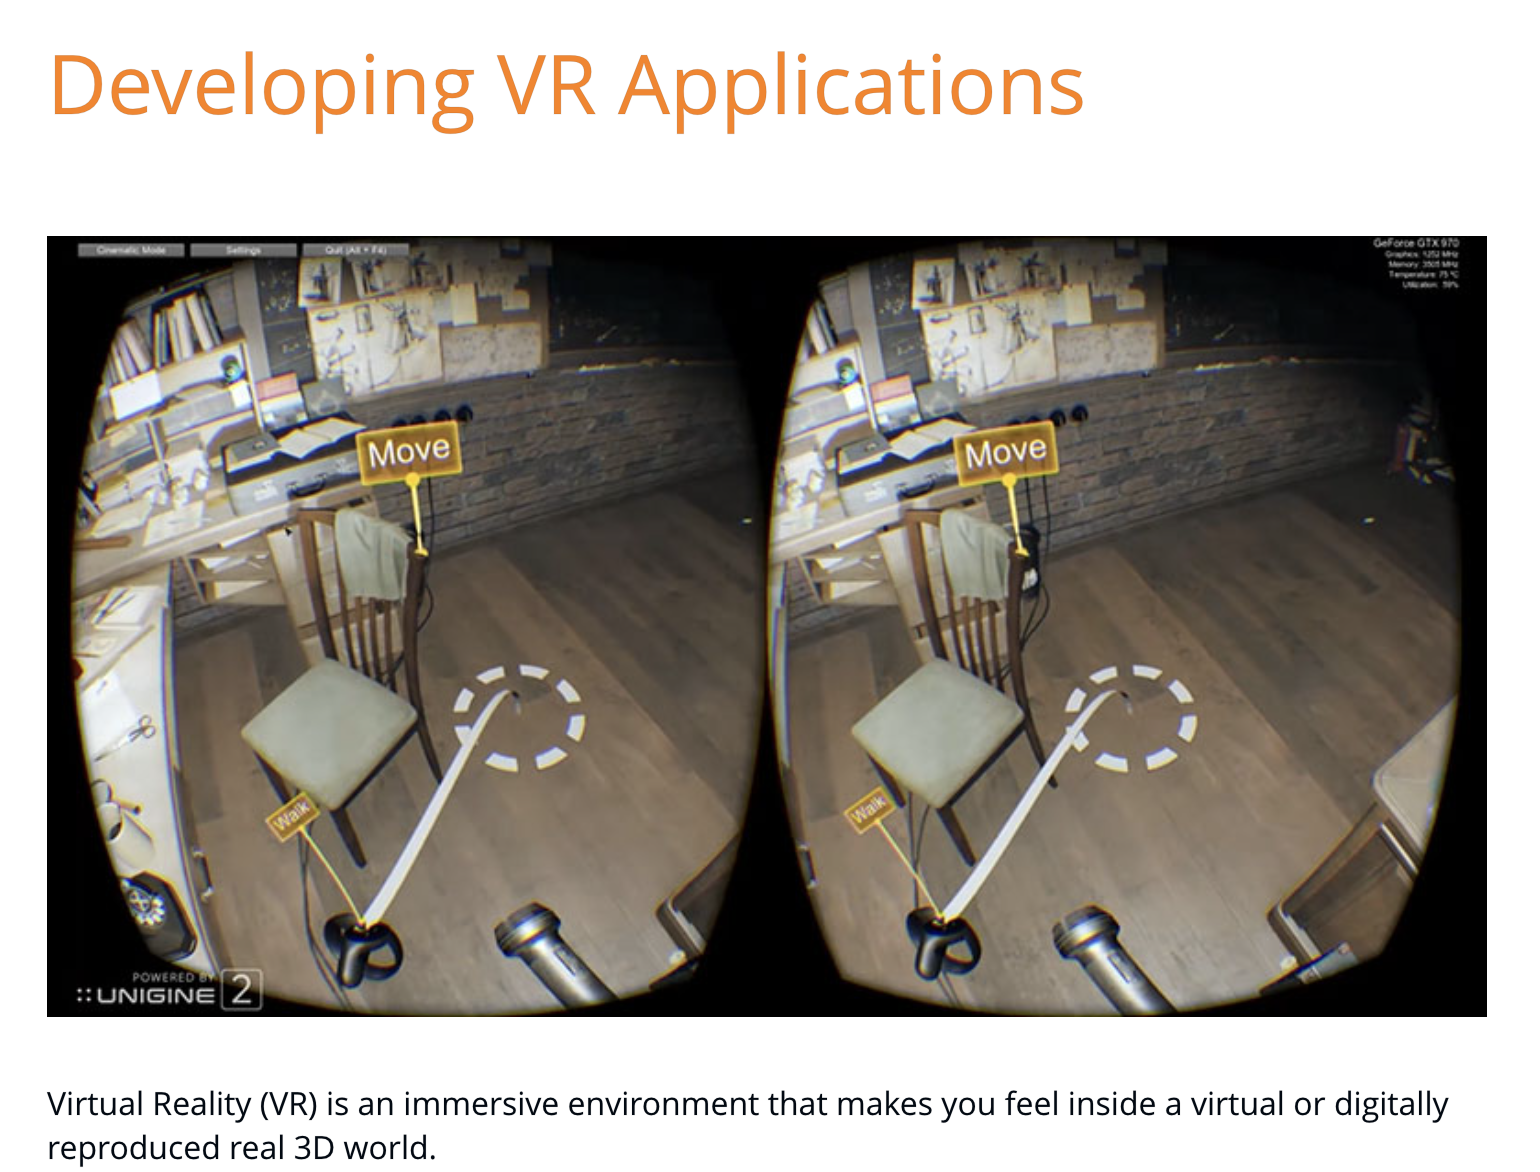 Developing VR Applications
Cinematic Mode
Settings
Quit (Alt + F4)
GeForce GTX 970
Graphics: 1252 MHz
Memory: 3505 MHz
Temperature: 75 °C
Utilization: 59%
Move
Move
Walk
Walk
POWERED BY
UNIGINE 2
Virtual Reality (VR) is an immersive environment that makes you feel inside a virtual or digitally
reproduced real 3D world.